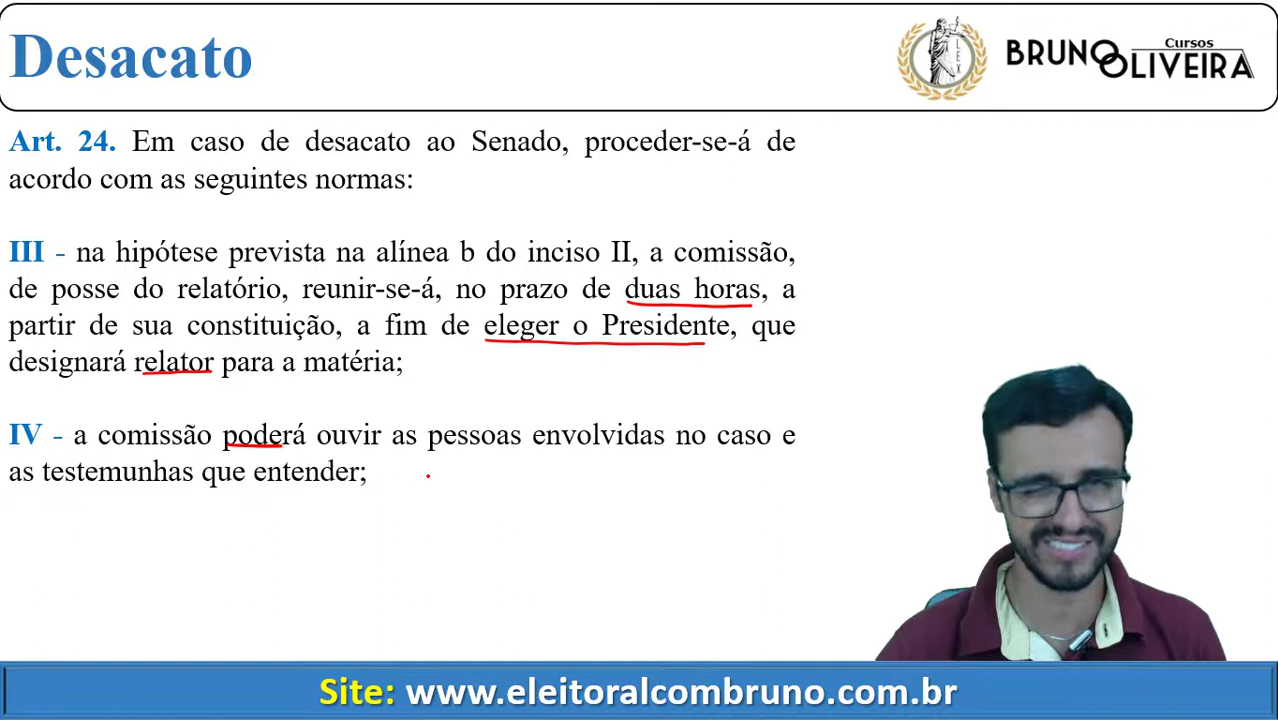 Desacato
LEX
Cursos
BRUNO
OLIVEIRA
Art. 24. Em caso de desacato ao Senado, proceder-se-á de
acordo com as seguintes normas:
III - na hipótese prevista na alínea b do inciso II, a comissão,
de posse do relatório, reunir-se-á, no prazo de duas horas, a
partir de sua constituição, a fim de eleger o Presidente, que
designará relator para a matéria;
IV - a comissão poderá ouvir as pessoas envolvidas no caso e
as testemunhas que entender;
Site: www.eleitoralcombruno.com.br